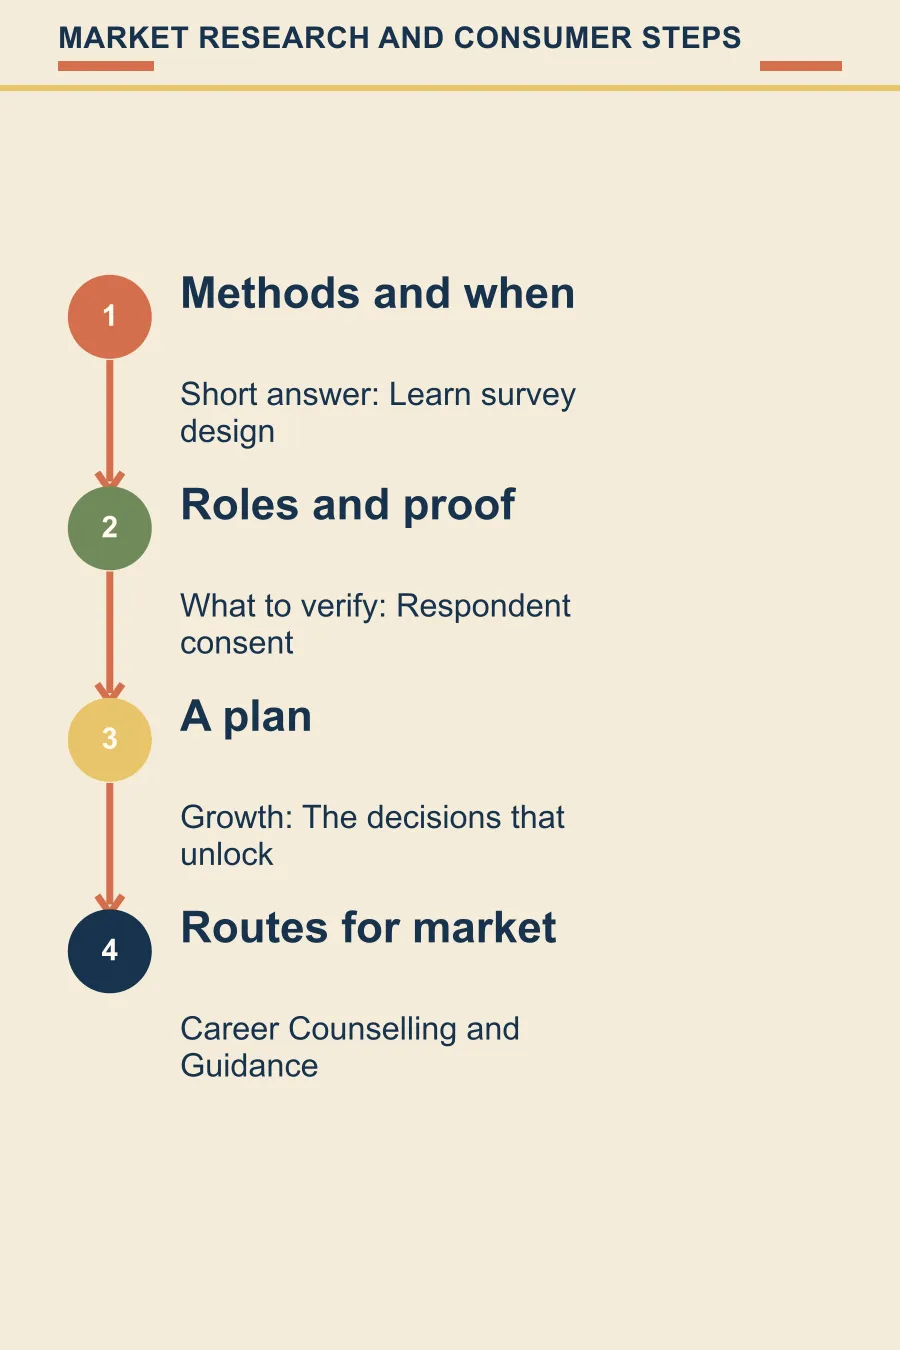 MARKET RESEARCH AND CONSUMER STEPS
1
Methods and when
Short answer: Learn survey
design
2
Roles and proof
What to verify: Respondent
consent
3
A plan
Growth: The decisions that
unlock
4
Routes for market
Career Counselling and
Guidance